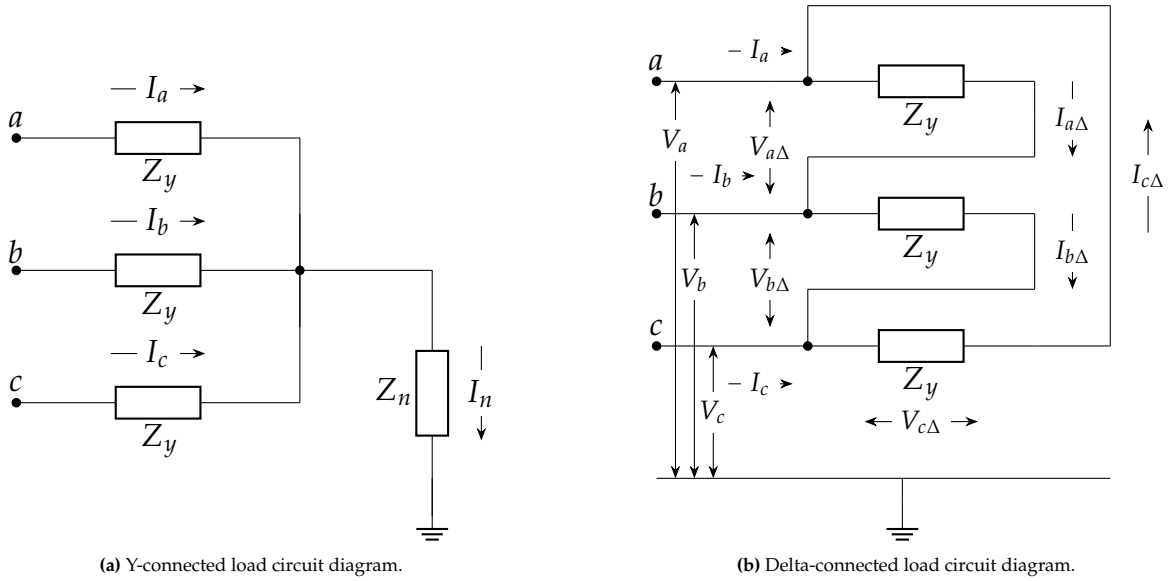 I_a
a
Z_y
I_b
b
Z_y
I_c
c
Z_y
Z_n
I_n
(a) Y-connected load circuit diagram.
I_a
a
Z_y
I_aΔ
V_a
V_aΔ
I_b
I_cΔ
b
Z_y
I_bΔ
V_b
V_bΔ
c
Z_y
I_c
V_c
V_cΔ
(b) Delta-connected load circuit diagram.